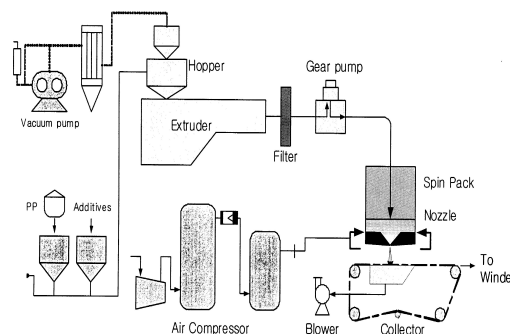 Hopper
Gear pump
Vacuum pump
Extruder
Filter
Spin Pack
Nozzle
PP
Additives
To
Winde
Air Compressor
Blower
Collector